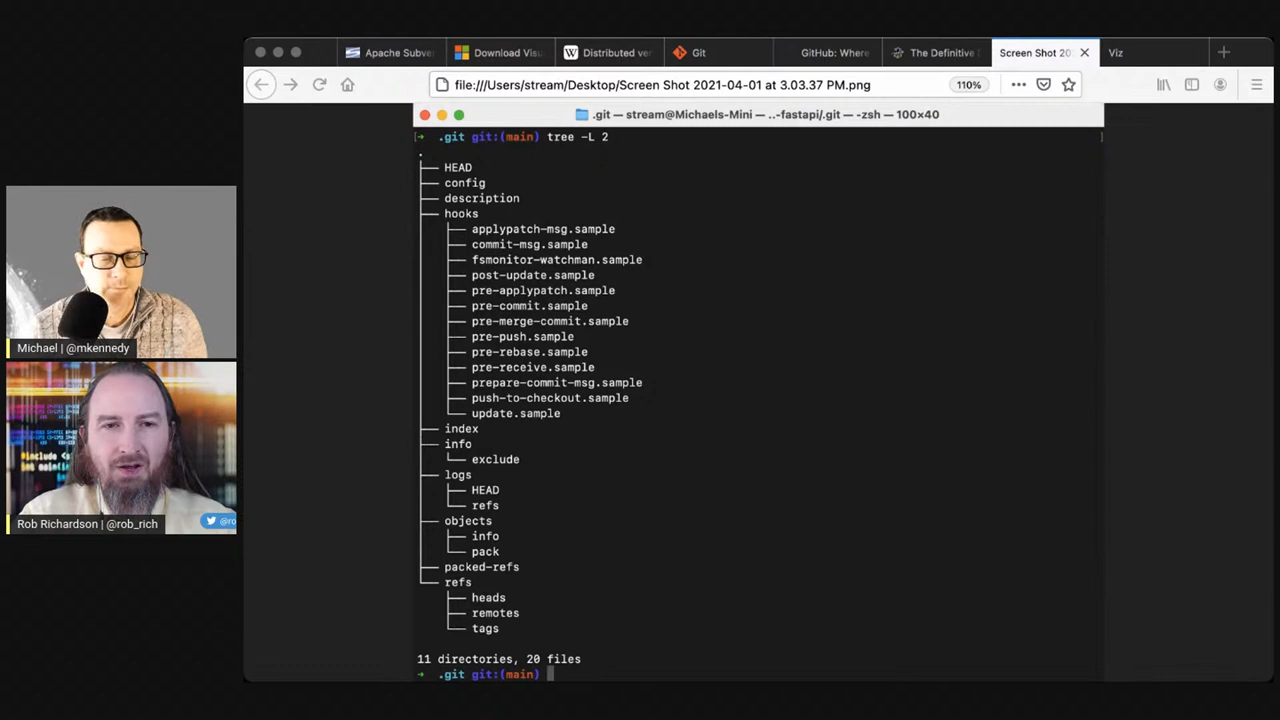 Apache Subve
Download Visu
Distributed ver
Git
GitHub: Where
The Definitive
Screen Shot 20
Viz
file:///Users/stream/Desktop/Screen Shot 2021-04-01 at 3.03.37 PM.png
110%
.git — stream@Michaels-Mini — ..-fastapi/.git — -zsh — 100×40
[➜ .git git:(main) tree -L 2 ]
.
├── HEAD
├── config
├── description
├── hooks
│   ├── applypatch-msg.sample
│   ├── commit-msg.sample
│   ├── fsmonitor-watchman.sample
│   ├── post-update.sample
│   ├── pre-applypatch.sample
│   ├── pre-commit.sample
│   ├── pre-merge-commit.sample
│   ├── pre-push.sample
│   ├── pre-rebase.sample
│   ├── pre-receive.sample
│   ├── prepare-commit-msg.sample
│   ├── push-to-checkout.sample
│   └── update.sample
├── index
├── info
│   └── exclude
├── logs
│   ├── HEAD
│   └── refs
├── objects
│   ├── info
│   └── pack
├── packed-refs
└── refs
    ├── heads
    ├── remotes
    └── tags
11 directories, 20 files
➜ .git git:(main)
Michael | @mkennedy
#include <s
int main(in
Rob Richardson | @rob_rich
@ro